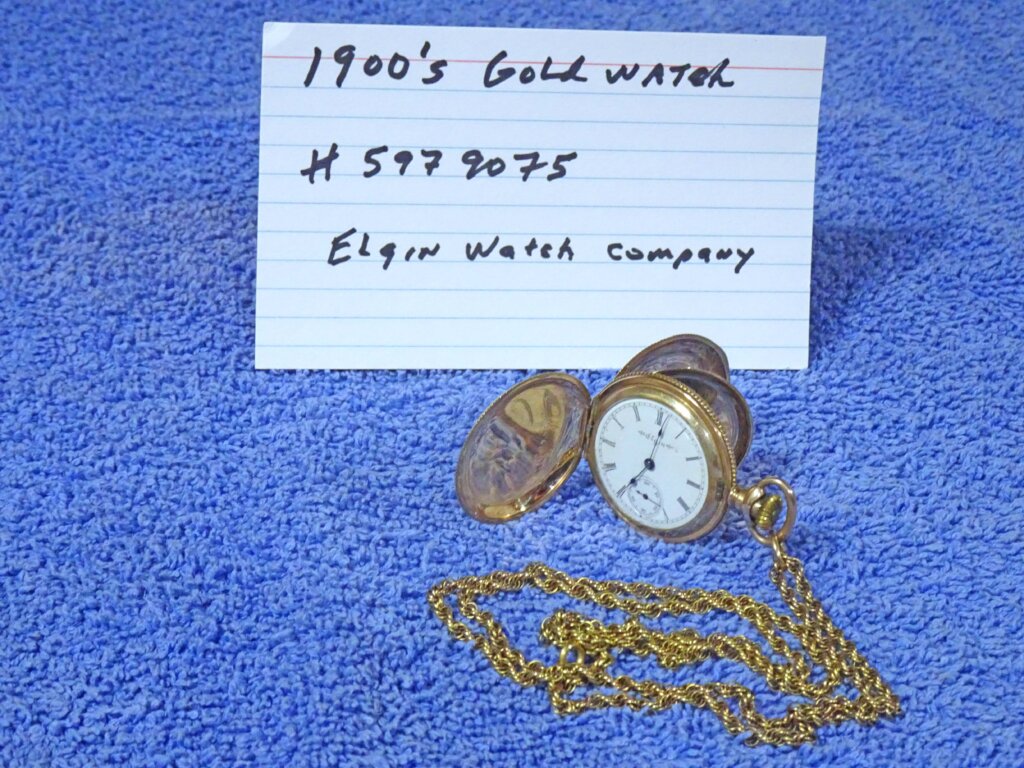 1900's Gold watch
# 5979075
Elgin Watch Company